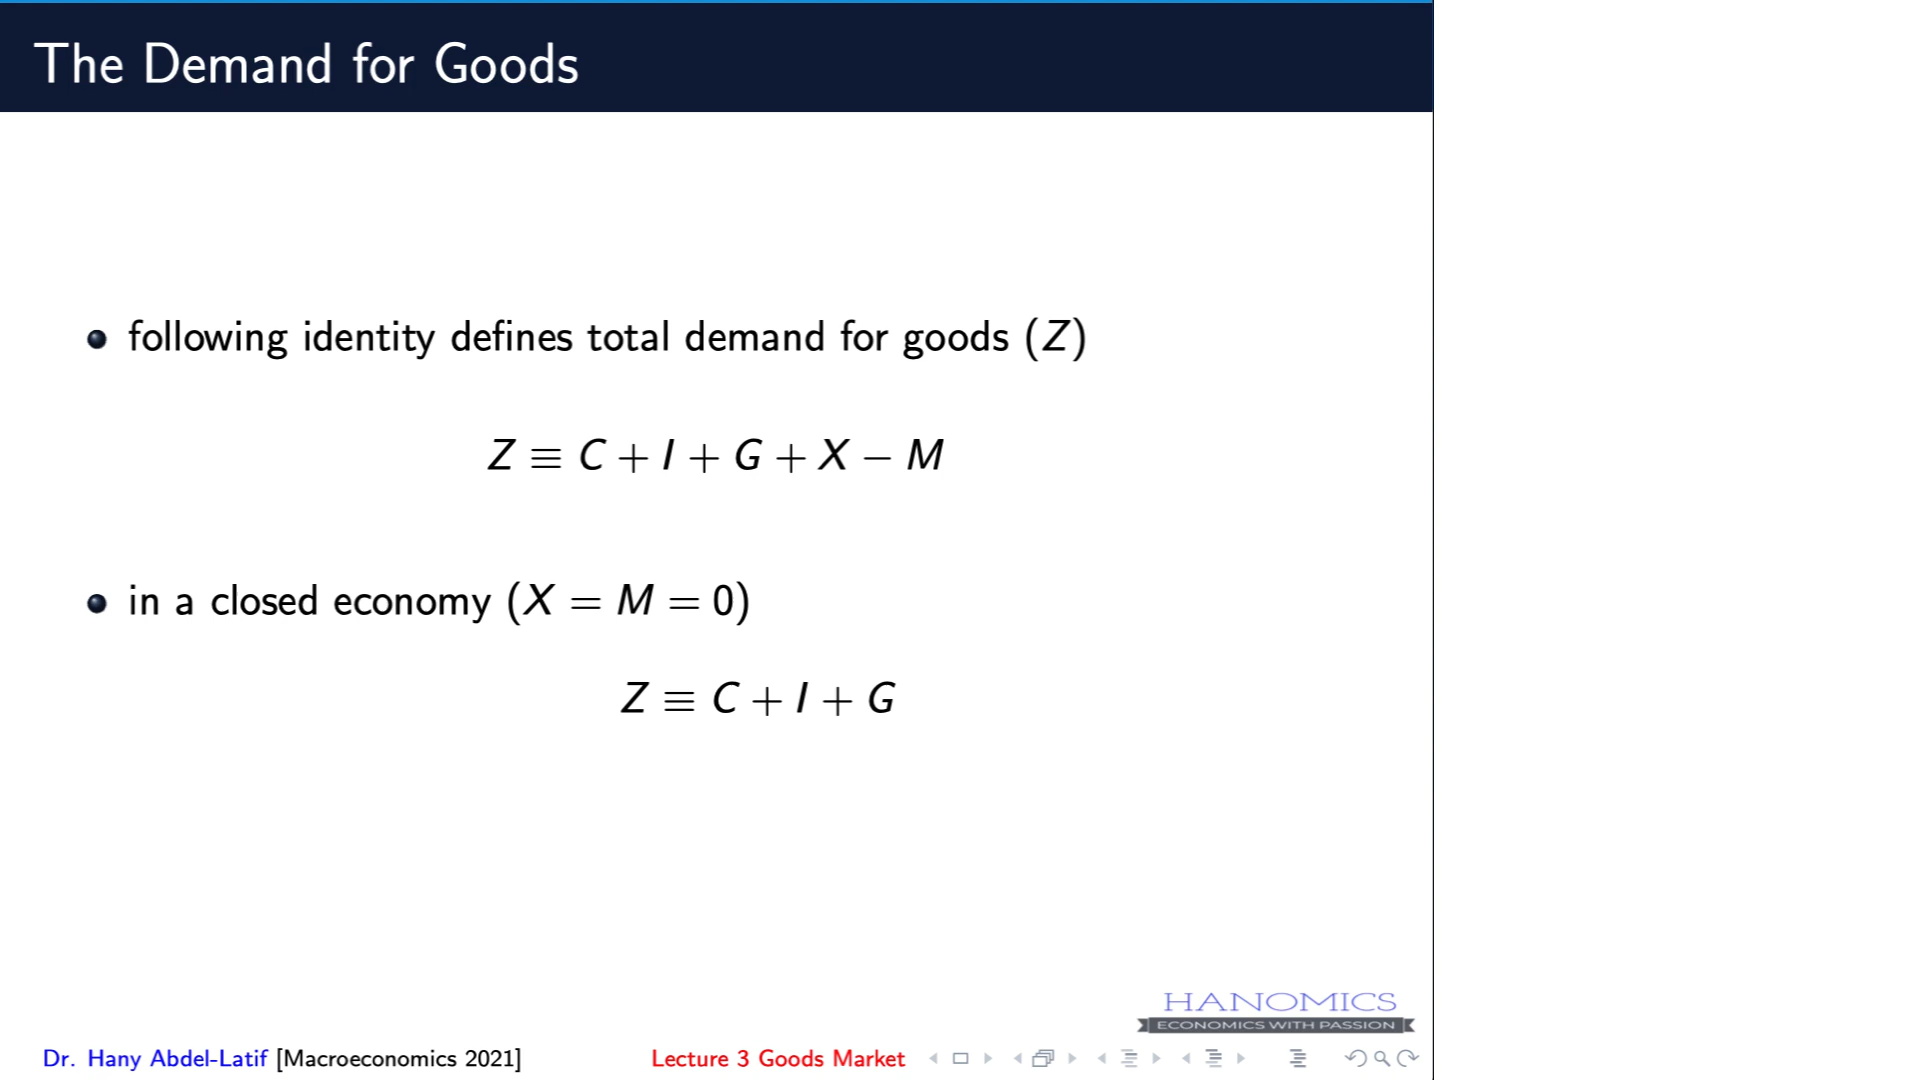 The Demand for Goods
following identity defines total demand for goods (Z)
Z ≡ C + I + G + X − M
in a closed economy (X = M = 0)
Z ≡ C + I + G
HANOMICS
ECONOMICS WITH PASSION
Dr. Hany Abdel-Latif [Macroeconomics 2021] Lecture 3 Goods Market